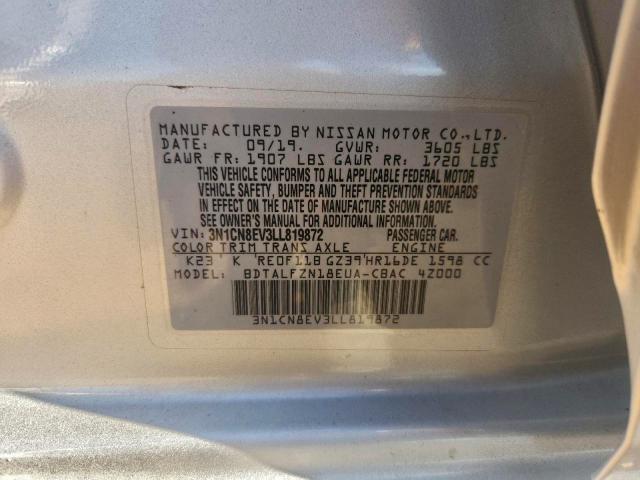 MANUFACTURED BY NISSAN MOTOR CO.,LTD.
DATE: 09/19. GVWR: 3605 LBS
GAWR FR: 1907 LBS GAWR RR: 1720 LBS
THIS VEHICLE CONFORMS TO ALL APPLICABLE FEDERAL MOTOR
VEHICLE SAFETY, BUMPER AND THEFT PREVENTION STANDARDS
IN EFFECT ON THE DATE OF MANUFACTURE SHOWN ABOVE.
SEE OWNER'S MANUAL FOR ADDITIONAL INFORMATION.
VIN: 3N1CN8EV3LL819872 PASSENGER CAR.
COLOR TRIM TRANS AXLE ENGINE
K23 K RE0F11B GZ39 HR16DE 1598 CC
MODEL: BDTALFZN18EUA-CBAC 4Z000
3N1CN8EV3LL819872